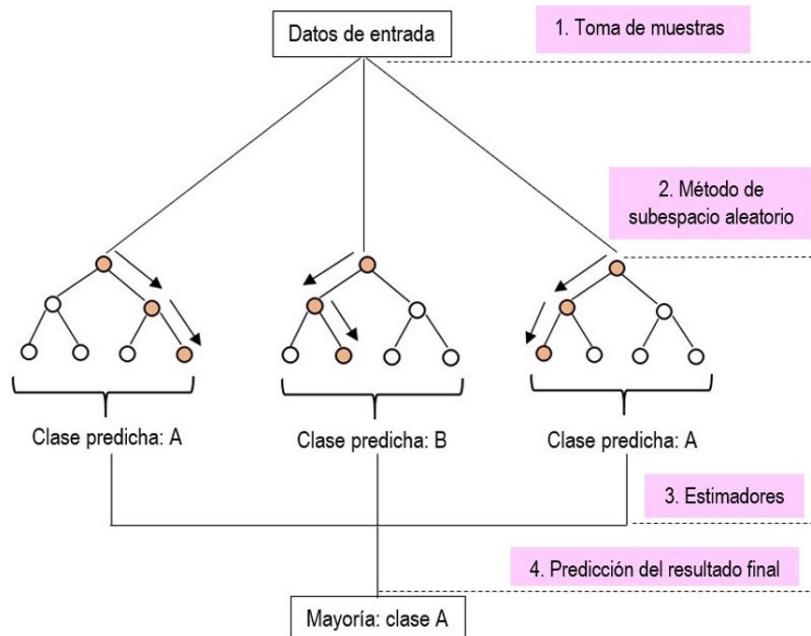 Datos de entrada
1. Toma de muestras
2. Método de
subespacio aleatorio
Clase predicha: A
Clase predicha: B
Clase predicha: A
3. Estimadores
4. Predicción del resultado final
Mayoría: clase A